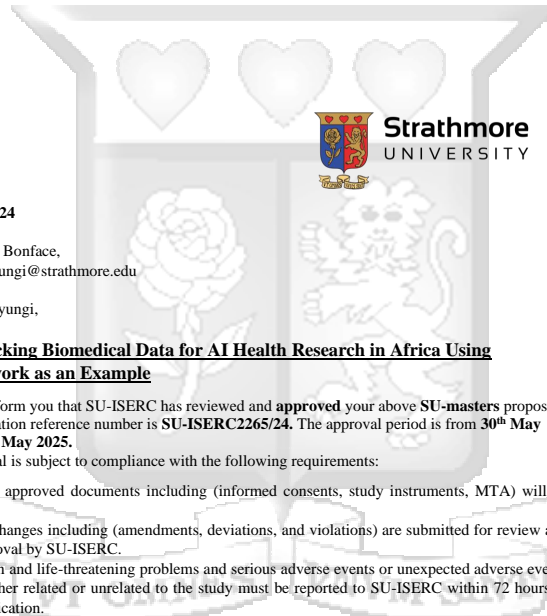 Strathmore
UNIVERSITY
24
Bonface,
ungi@strathmore.edu
yungi,
cking Biomedical Data for AI Health Research in Africa Using
work as an Example
form you that SU-ISERC has reviewed and approved your above SU-masters propos
ation reference number is SU-ISERC2265/24. The approval period is from 30th May
May 2025.
al is subject to compliance with the following requirements:
approved documents including (informed consents, study instruments, MTA) will
hanges including (amendments, deviations, and violations) are submitted for review a
oval by SU-ISERC.
h and life-threatening problems and serious adverse events or unexpected adverse eve
her related or unrelated to the study must be reported to SU-ISERC within 72 hours
ication.